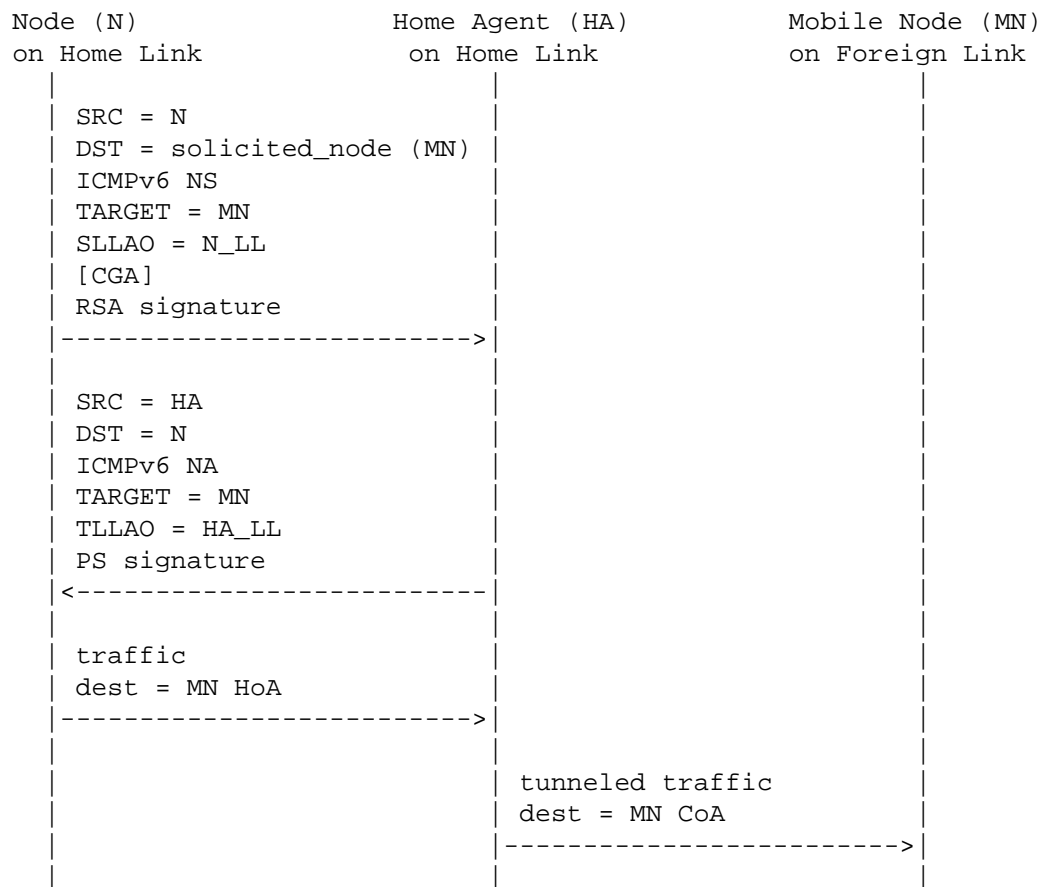 Node (N) Home Agent (HA) Mobile Node (MN)
on Home Link on Home Link on Foreign Link
SRC = N
DST = solicited_node (MN)
ICMPv6 NS
TARGET = MN
SLLAO = N_LL
[CGA]
RSA signature
SRC = HA
DST = N
ICMPv6 NA
TARGET = MN
TLLAO = HA_LL
PS signature
traffic
dest = MN HoA
tunneled traffic
dest = MN CoA